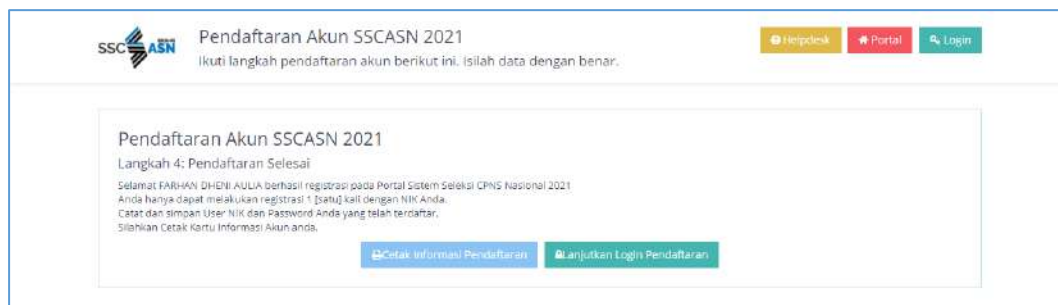 SSC ASN
Pendaftaran Akun SSCASN 2021
Ikuti langkah pendaftaran akun berikut ini. Isilah data dengan benar.
Helpdesk
Portal
Login
Pendaftaran Akun SSCASN 2021
Langkah 4: Pendaftaran Selesai
Selamat FARHAN DHENI AULIA berhasil registrasi pada Portal Sistem Seleksi CPNS Nasional 2021
Anda hanya dapat melakukan registrasi 1 [satu] kali dengan NIK Anda.
Catat dan simpan User NIK dan Password Anda yang telah terdaftar.
Silahkan Cetak Kartu Informasi Akun anda.
Cetak Informasi Pendaftaran
Lanjutkan Login Pendaftaran